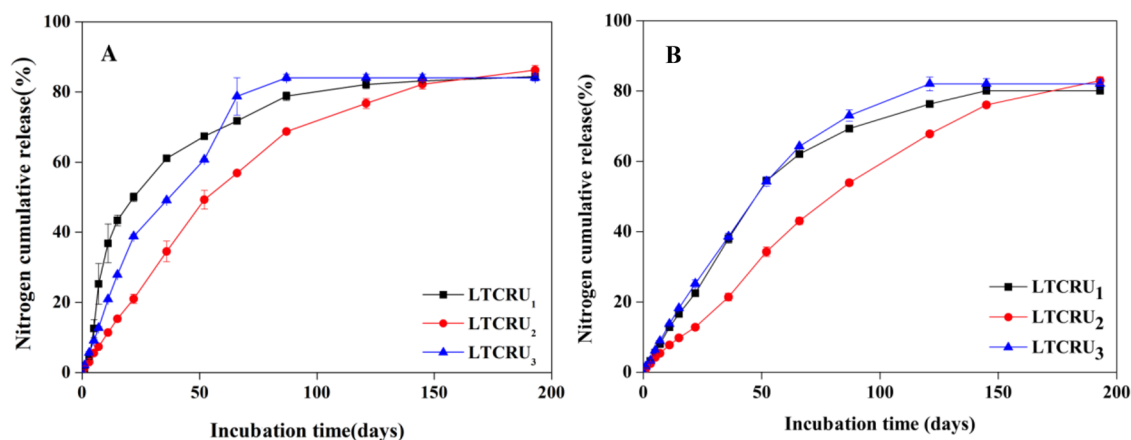 A
Nitrogen cumulative release(%)
100
80
60
40
20
0
LTCRU₁
LTCRU₂
LTCRU₃
0 50 100 150 200
Incubation time(days)
B
Nitrogen cumulative release(%)
100
80
60
40
20
0
LTCRU₁
LTCRU₂
LTCRU₃
0 50 100 150 200
Incubation time (days)